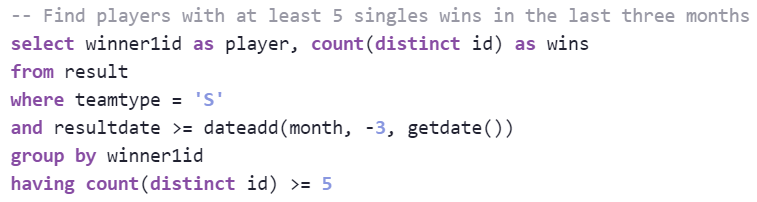 -- Find players with at least 5 singles wins in the last three months
select winner1id as player, count(distinct id) as wins
from result
where teamtype = 'S'
and resultdate >= dateadd(month, -3, getdate())
group by winner1id
having count(distinct id) >= 5